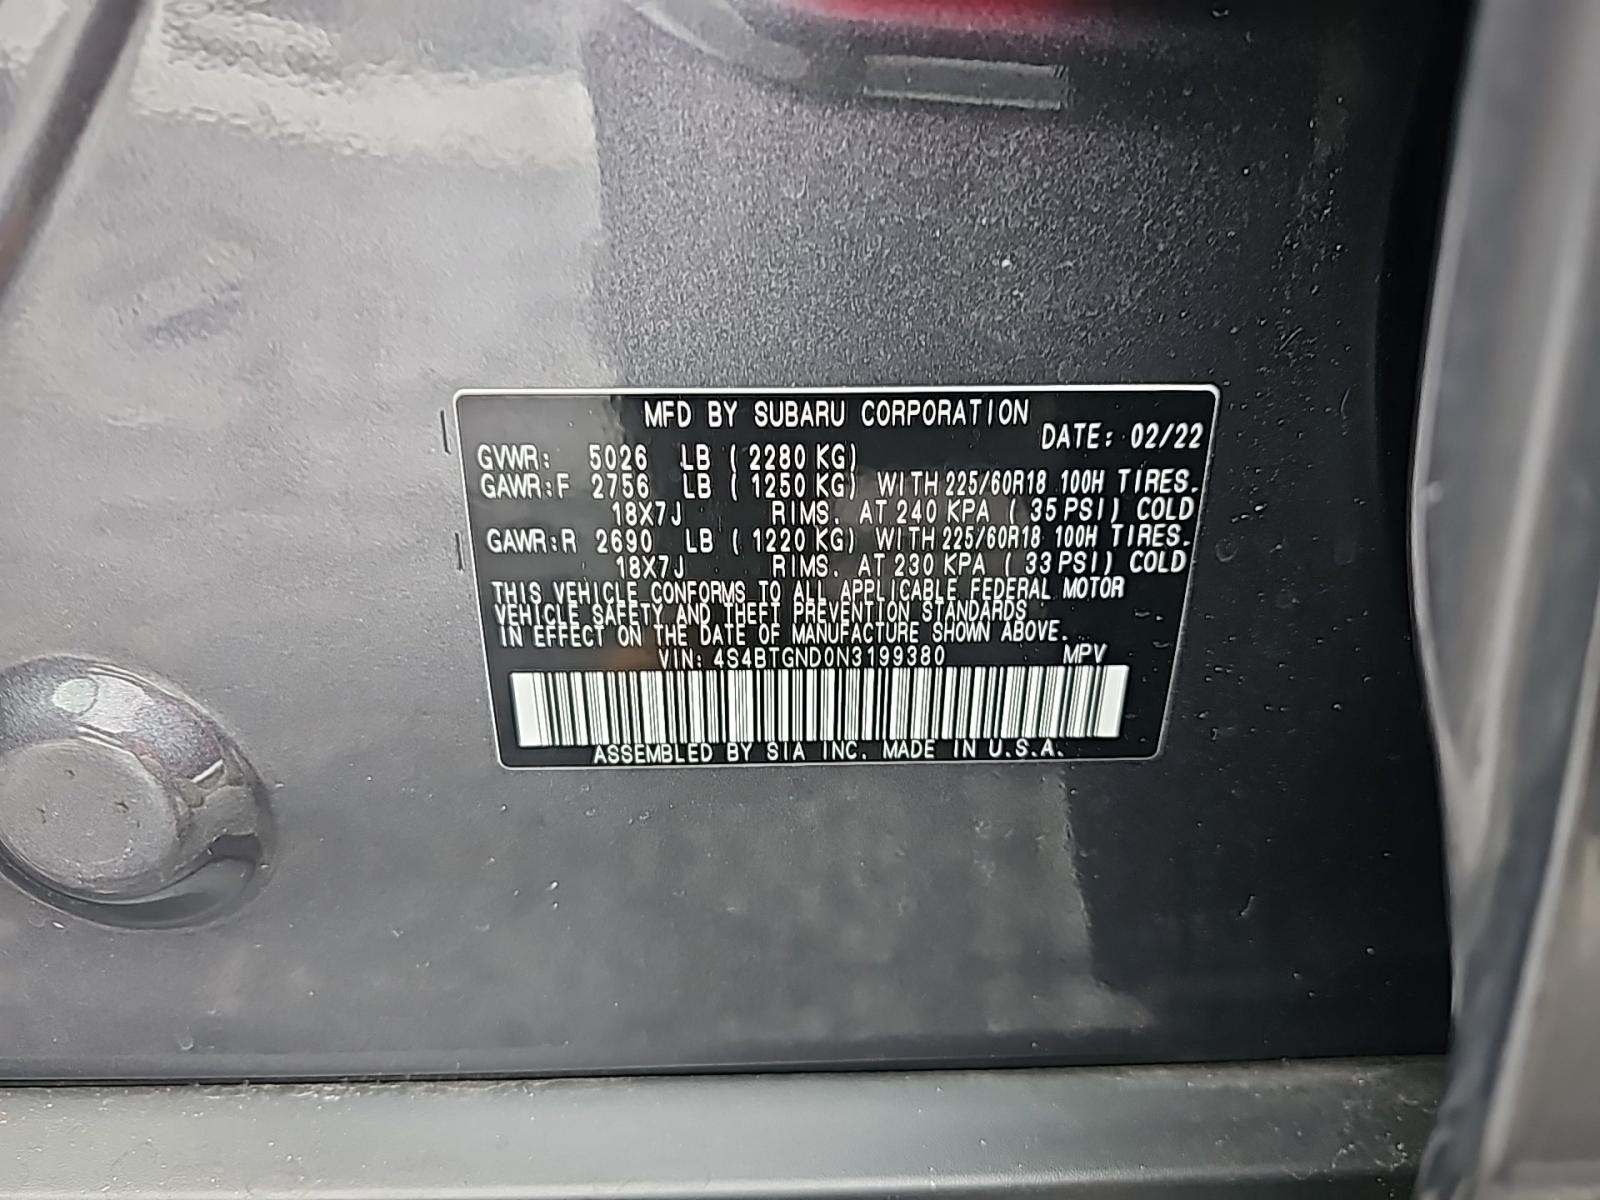 MFD BY SUBARU CORPORATION
DATE: 02/22
GVWR: 5026 LB (2280 KG)
GAWR:F 2756 LB (1250 KG) WITH 225/60R18 100H TIRES.
18X7J RIMS. AT 240 KPA (35 PSI) COLD
GAWR:R 2690 LB (1220 KG) WITH 225/60R18 100H TIRES.
18X7J RIMS. AT 230 KPA (33 PSI) COLD
THIS VEHICLE CONFORMS TO ALL APPLICABLE FEDERAL MOTOR
VEHICLE SAFETY AND THEFT PREVENTION STANDARDS
IN EFFECT ON THE DATE OF MANUFACTURE SHOWN ABOVE.
VIN: 4S4BTGND0N3199380 MPV
ASSEMBLED BY SIA INC. MADE IN U.S.A.